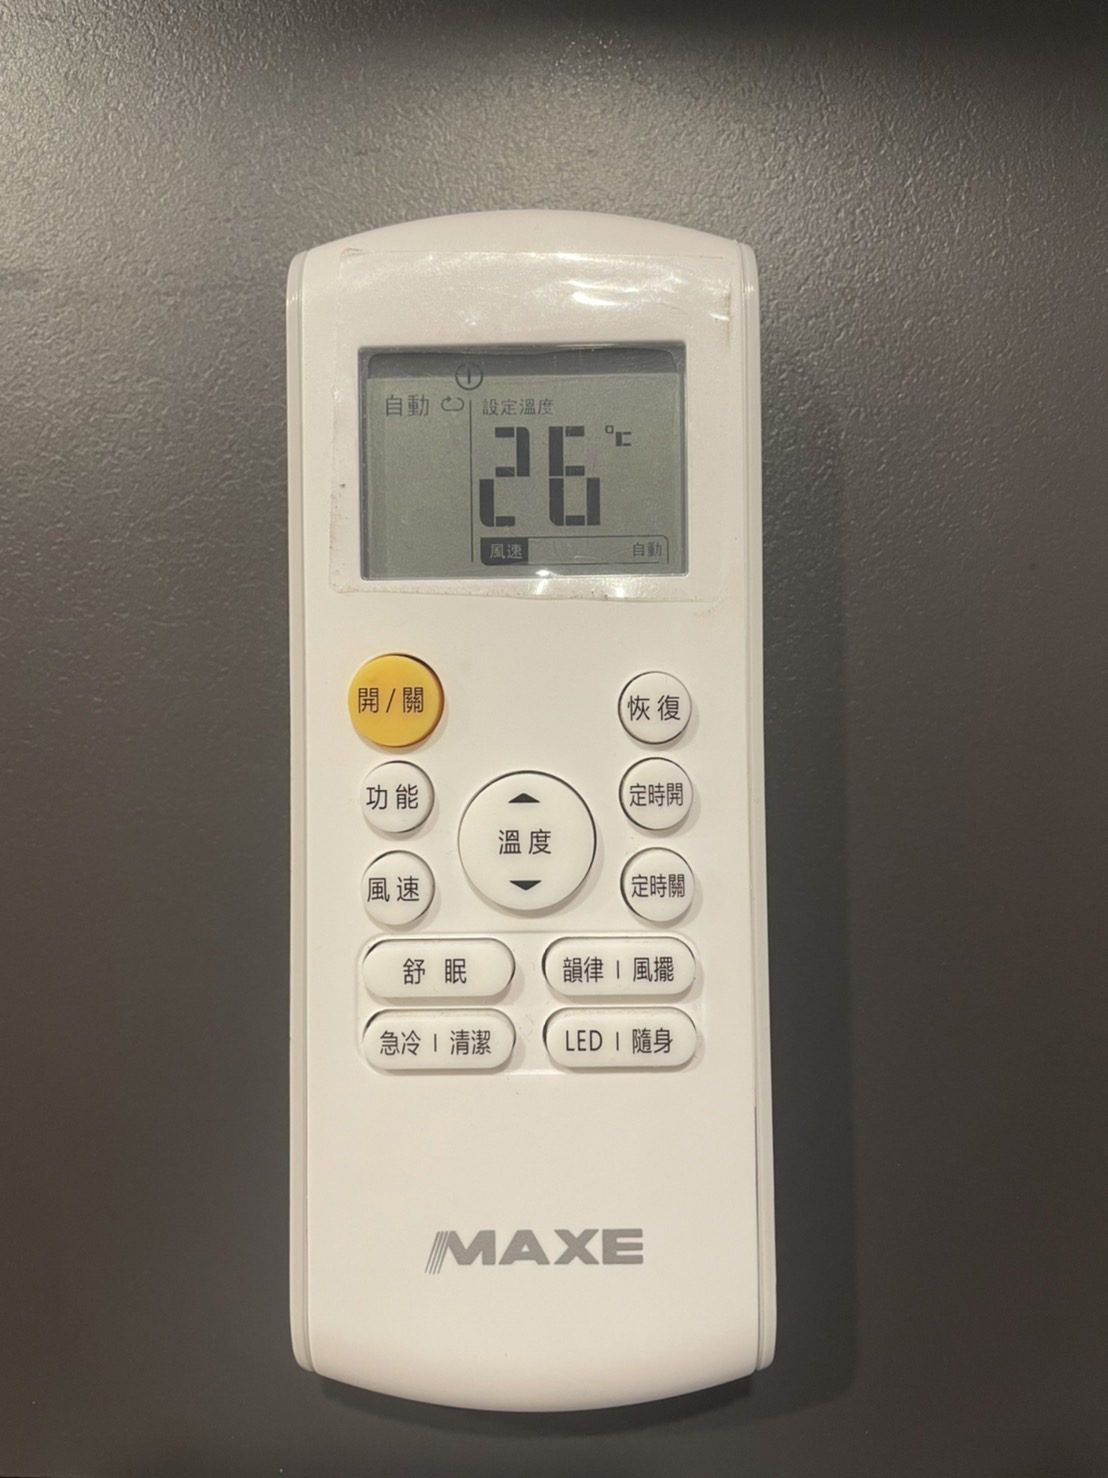 自動 設定溫度
26°C
風速 自動
開/關
恢復
功能
溫度
定時開
風速
定時關
舒眠
韻律 | 風擺
急冷 | 清潔
LED | 隨身
MAXE